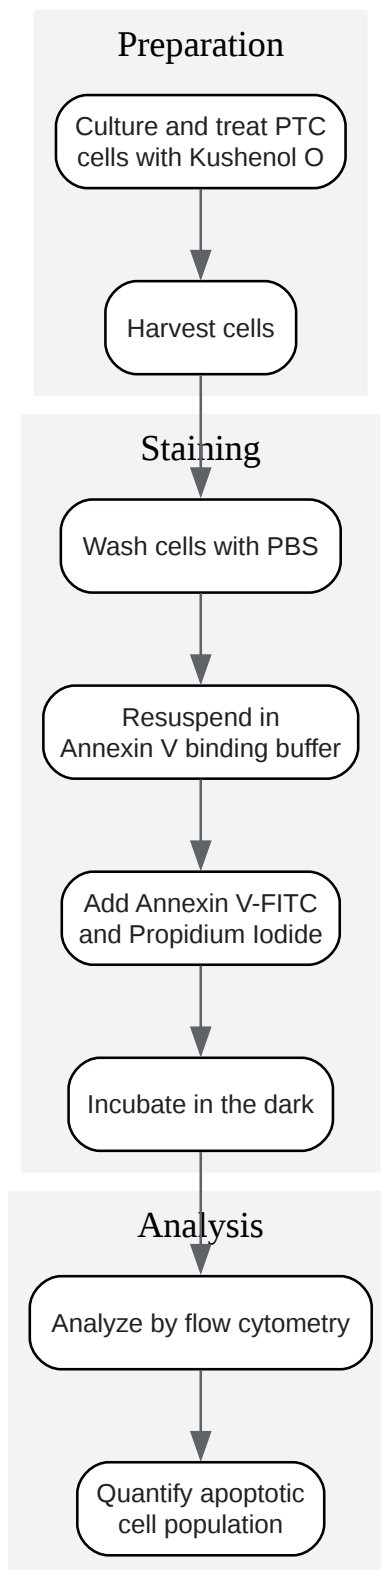 Preparation
Culture and treat PTC
cells with Kushenol O
Harvest cells
Staining
Wash cells with PBS
Resuspend in
Annexin V binding buffer
Add Annexin V-FITC
and Propidium Iodide
Incubate in the dark
Analysis
Analyze by flow cytometry
Quantify apoptotic
cell population